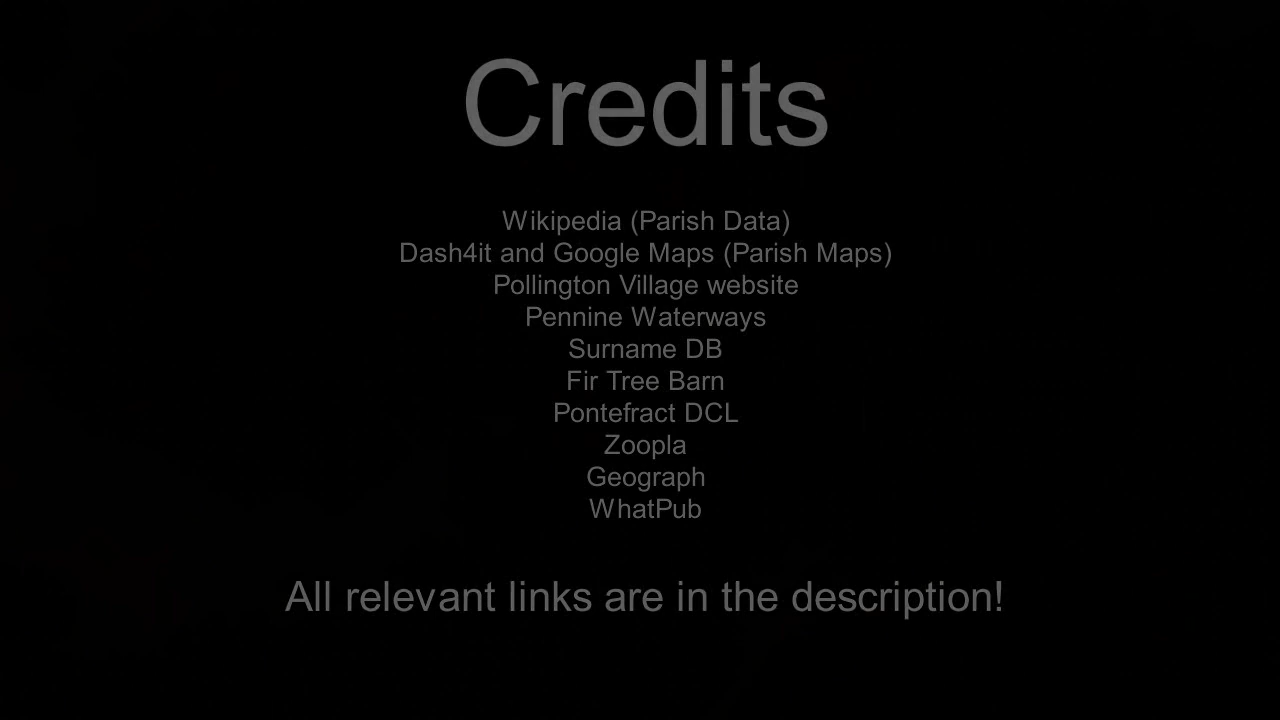 Credits
Wikipedia (Parish Data)
Dash4it and Google Maps (Parish Maps)
Pollington Village website
Pennine Waterways
Surname DB
Fir Tree Barn
Pontefract DCL
Zoopla
Geograph
WhatPub
All relevant links are in the description!